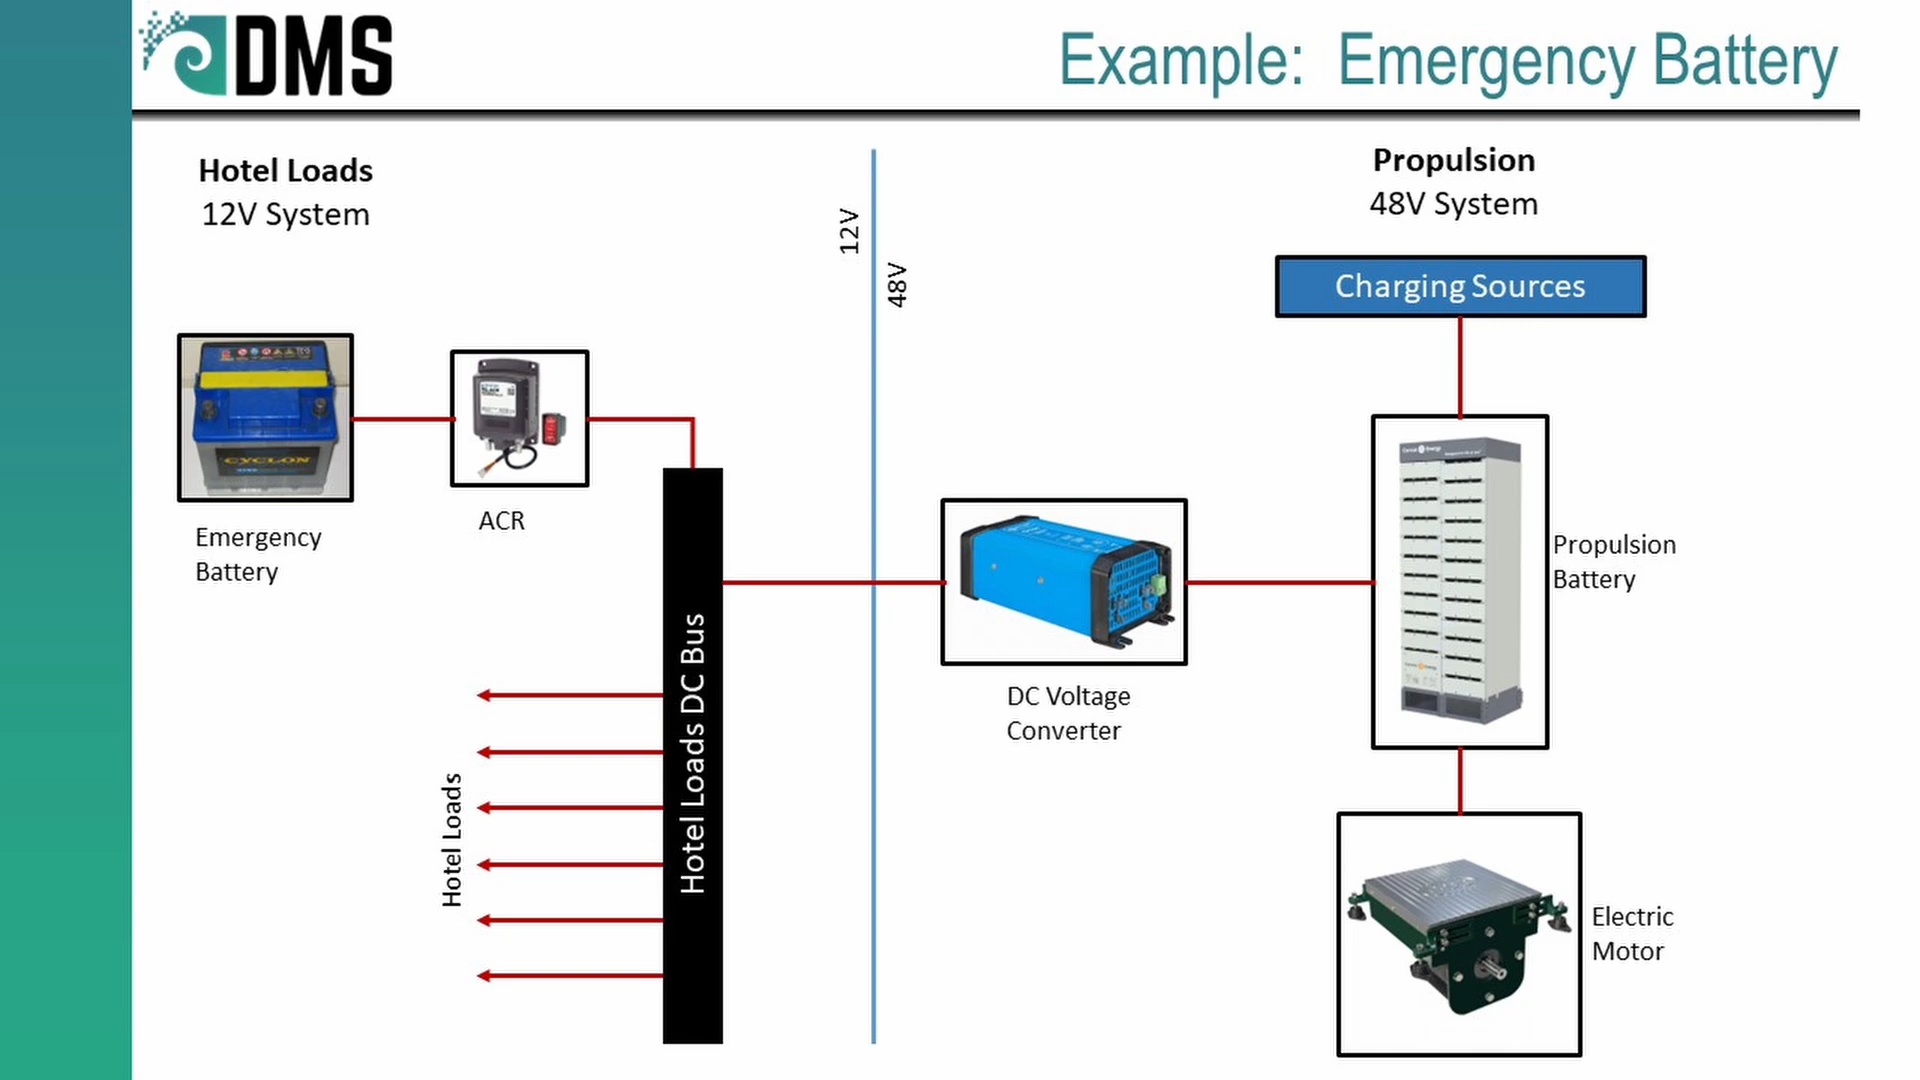 DMS
Example: Emergency Battery
Hotel Loads
12V System
Propulsion
48V System
12V
48V
Charging Sources
CYCLON
Emergency
Battery
ACR
Hotel Loads DC Bus
Hotel Loads
DC Voltage
Converter
Propulsion
Battery
Electric
Motor